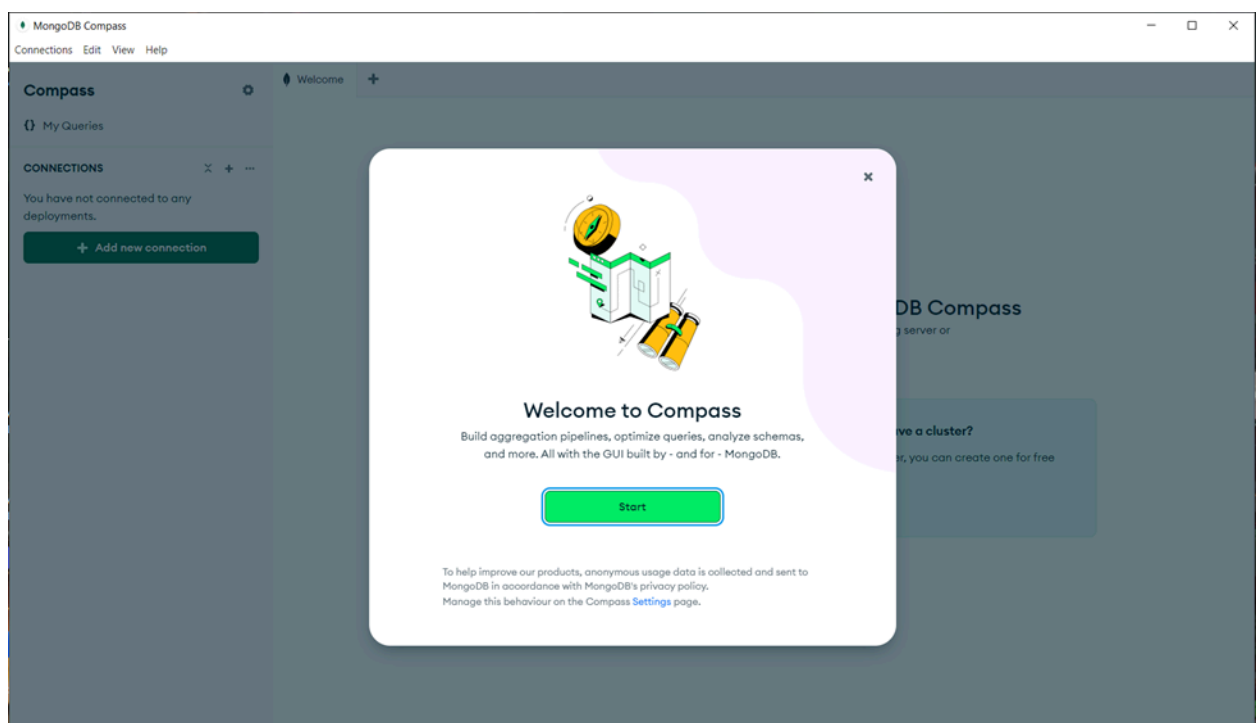 MongoDB Compass
Connections Edit View Help
Compass
{} My Queries
CONNECTIONS
You have not connected to any
deployments.
+ Add new connection
Welcome
DB Compass
server or
ve a cluster?
er, you can create one for free
Welcome to Compass
Build aggregation pipelines, optimize queries, analyze schemas,
and more. All with the GUI built by - and for - MongoDB.
Start
To help improve our products, anonymous usage data is collected and sent to
MongoDB in accordance with MongoDB's privacy policy.
Manage this behaviour on the Compass Settings page.